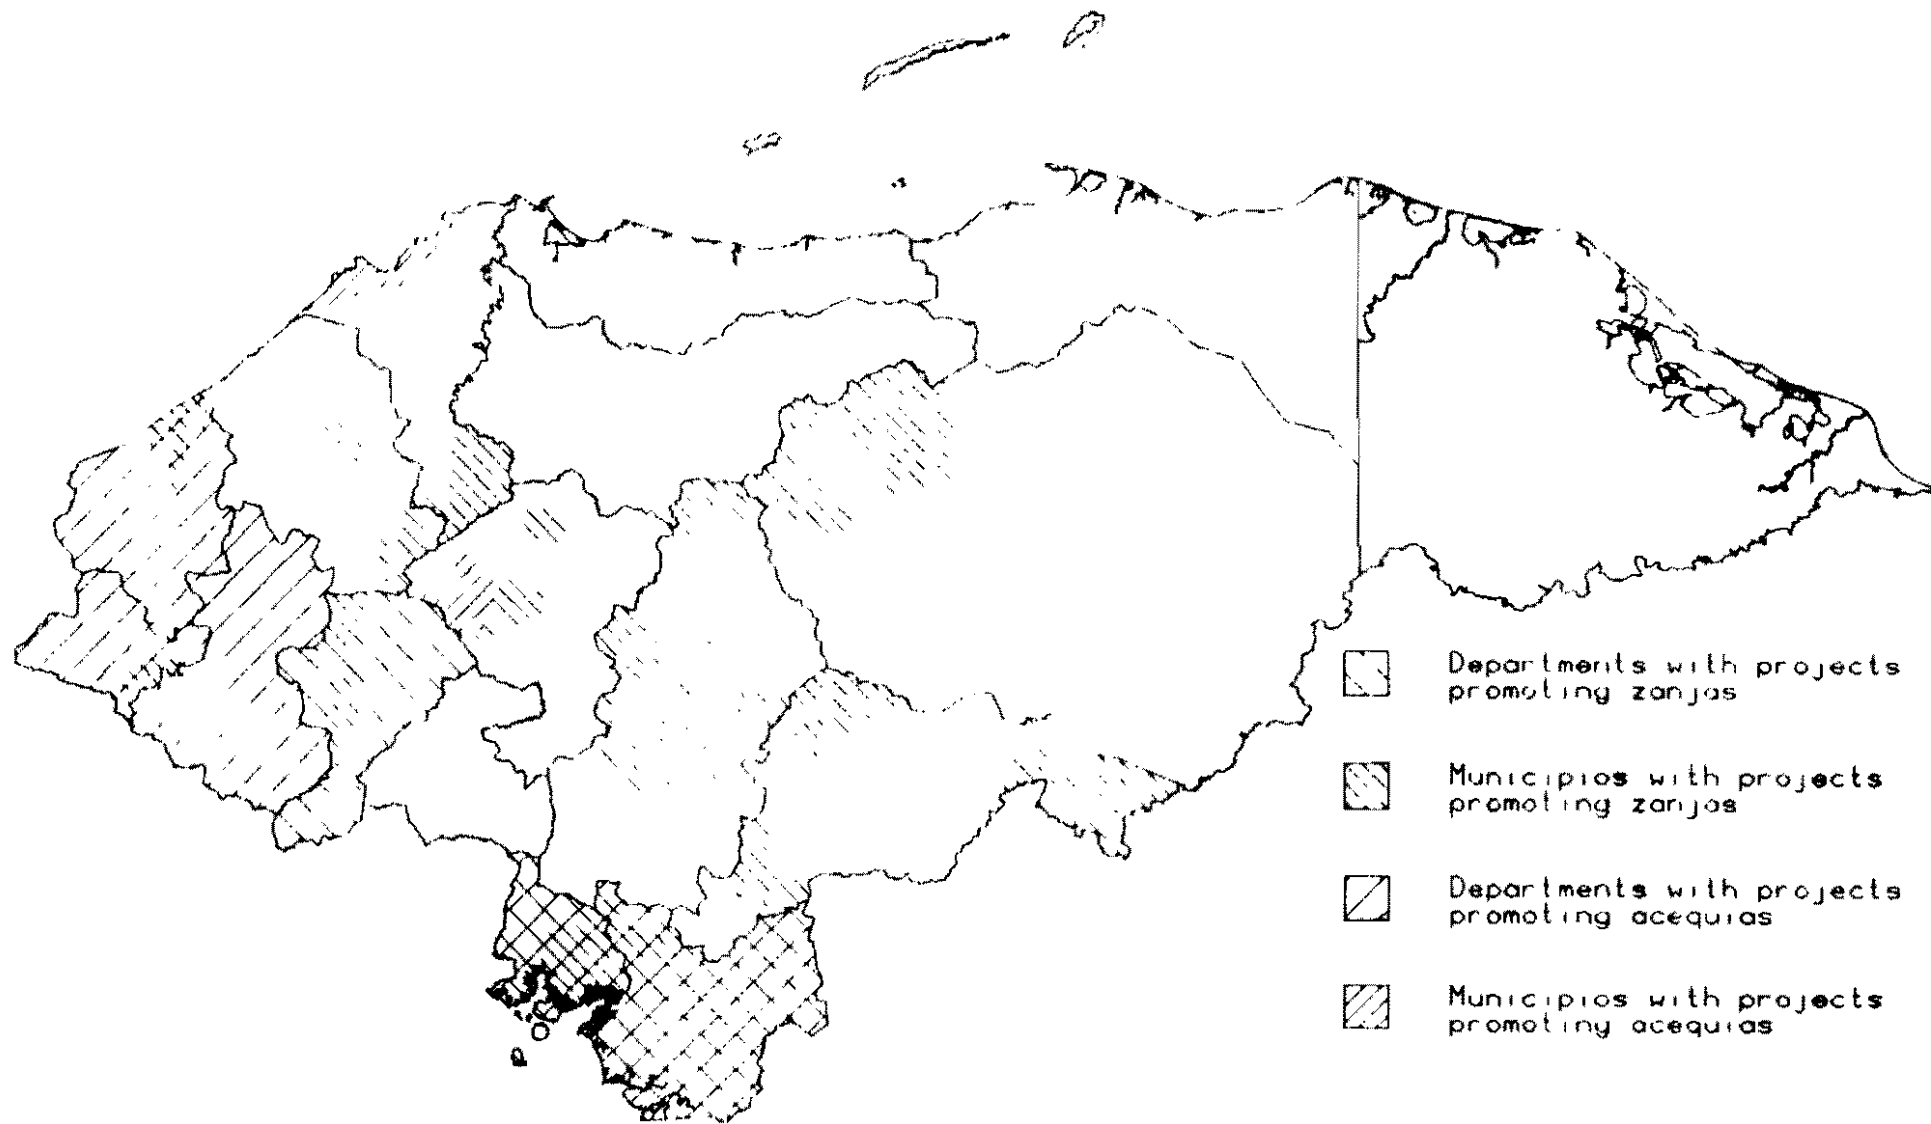 Departments with projects
promoting zanjas
Municipios with projects
promoting zanjas
Departments with projects
promoting acequias
Municipios with projects
promoting acequias